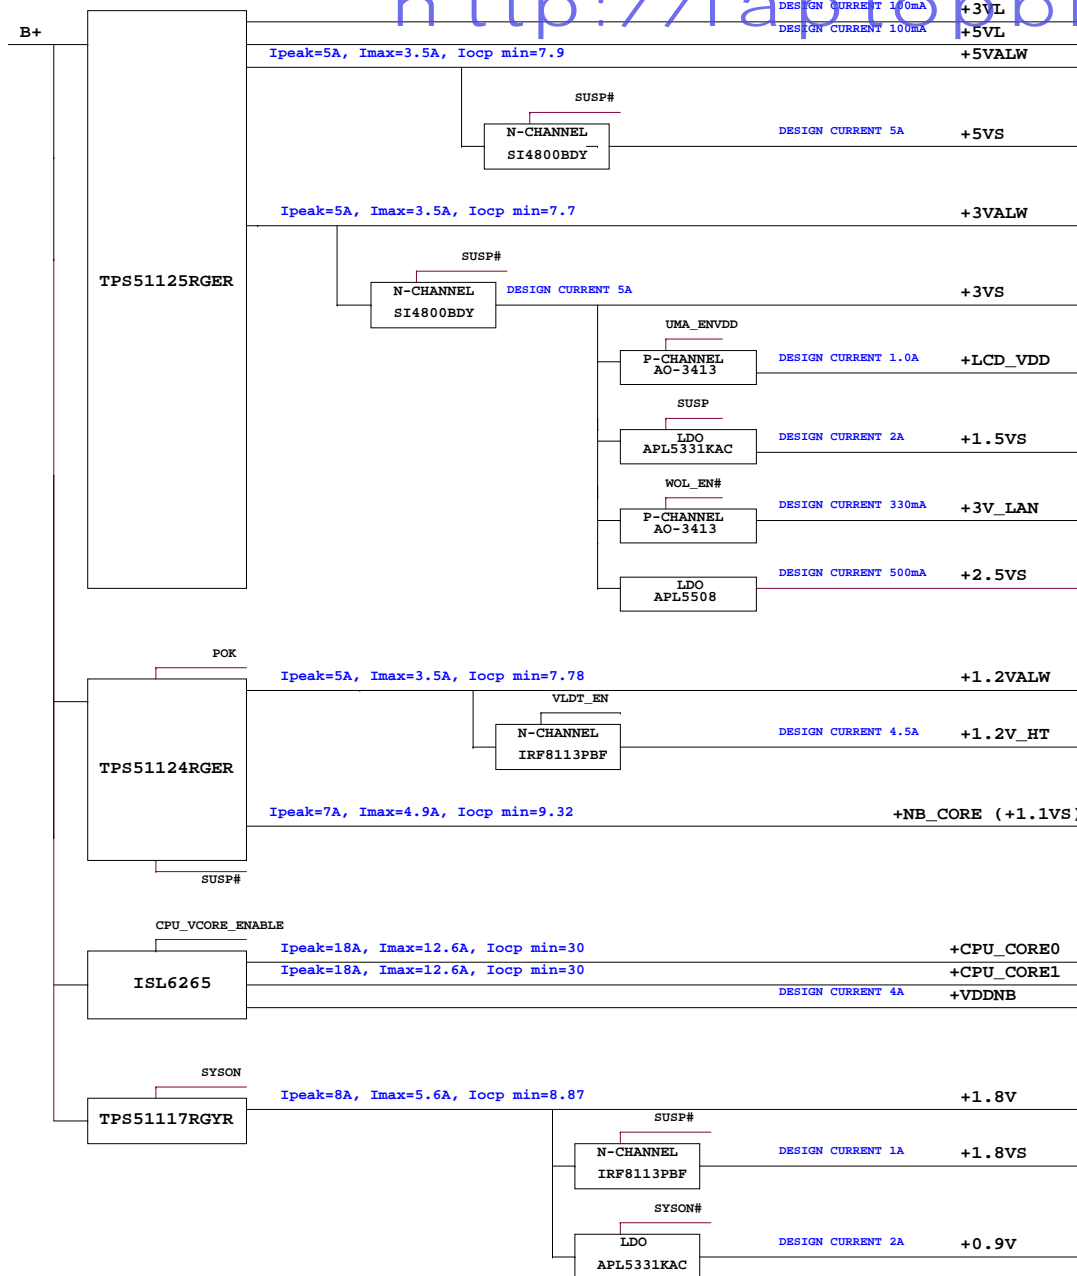 http://laptopbl
DESIGN CURRENT 100mA +3VL
B+
DESIGN CURRENT 100mA +5VL
Ipeak=5A, Imax=3.5A, Iocp min=7.9 +5VALW
SUSP#
N-CHANNEL
SI4800BDY
DESIGN CURRENT 5A +5VS
Ipeak=5A, Imax=3.5A, Iocp min=7.7 +3VALW
TPS51125RGER
SUSP#
N-CHANNEL
SI4800BDY
DESIGN CURRENT 5A +3VS
UMA_ENVDD
P-CHANNEL
AO-3413
DESIGN CURRENT 1.0A +LCD_VDD
SUSP
LDO
APL5331KAC
DESIGN CURRENT 2A +1.5VS
WOL_EN#
P-CHANNEL
AO-3413
DESIGN CURRENT 330mA +3V_LAN
LDO
APL5508
DESIGN CURRENT 500mA +2.5VS
POK
Ipeak=5A, Imax=3.5A, Iocp min=7.78 +1.2VALW
VLDT_EN
N-CHANNEL
IRF8113PBF
DESIGN CURRENT 4.5A +1.2V_HT
TPS51124RGER
Ipeak=7A, Imax=4.9A, Iocp min=9.32 +NB_CORE (+1.1VS)
SUSP#
CPU_VCORE_ENABLE
Ipeak=18A, Imax=12.6A, Iocp min=30 +CPU_CORE0
Ipeak=18A, Imax=12.6A, Iocp min=30 +CPU_CORE1
ISL6265
DESIGN CURRENT 4A +VDDNB
SYSON
Ipeak=8A, Imax=5.6A, Iocp min=8.87 +1.8V
TPS51117RGYR
SUSP#
N-CHANNEL
IRF8113PBF
DESIGN CURRENT 1A +1.8VS
SYSON#
LDO
APL5331KAC
DESIGN CURRENT 2A +0.9V